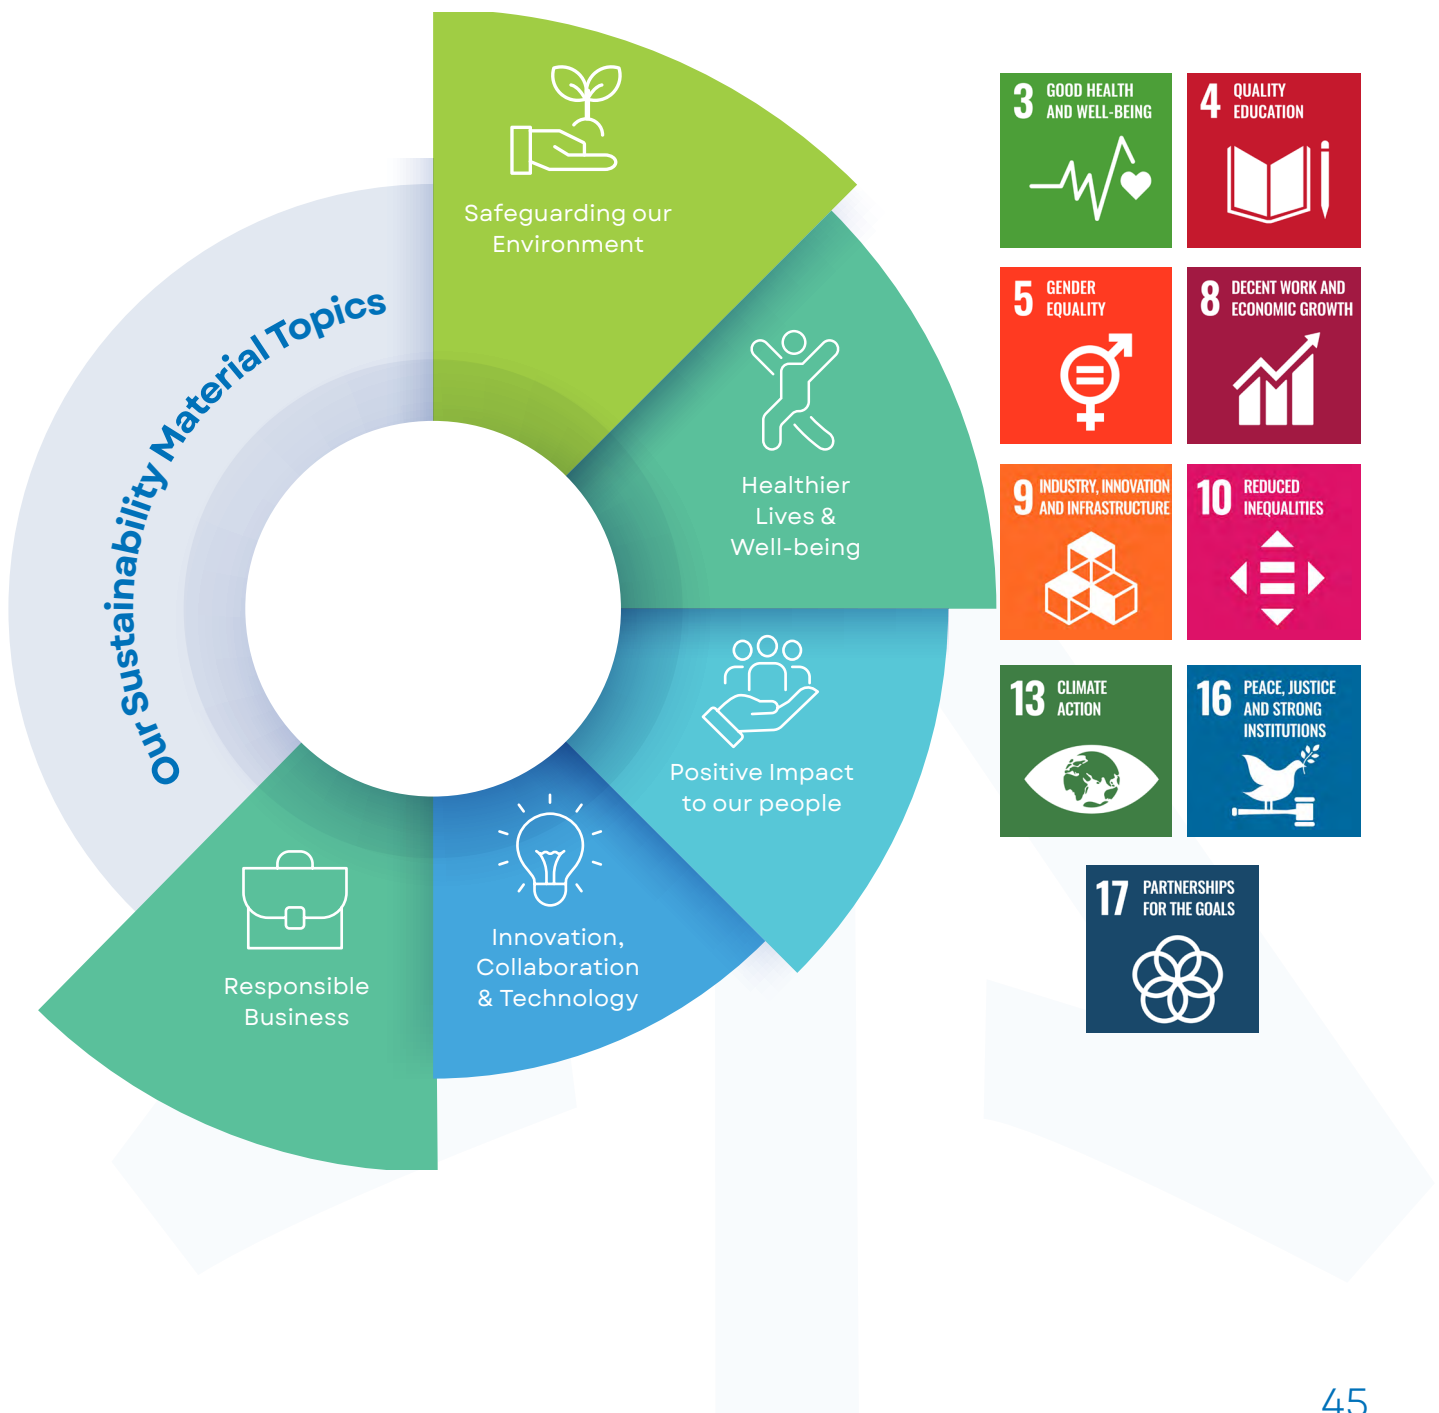 Our Sustainability Material Topics
Safeguarding our
Environment
Healthier
Lives &
Well-being
Positive Impact
to our people
Innovation,
Collaboration
& Technology
Responsible
Business
3 GOOD HEALTH
AND WELL-BEING
4 QUALITY
EDUCATION
5 GENDER
EQUALITY
8 DECENT WORK AND
ECONOMIC GROWTH
9 INDUSTRY, INNOVATION
AND INFRASTRUCTURE
10 REDUCED
INEQUALITIES
13 CLIMATE
ACTION
16 PEACE, JUSTICE
AND STRONG
INSTITUTIONS
17 PARTNERSHIPS
FOR THE GOALS
45